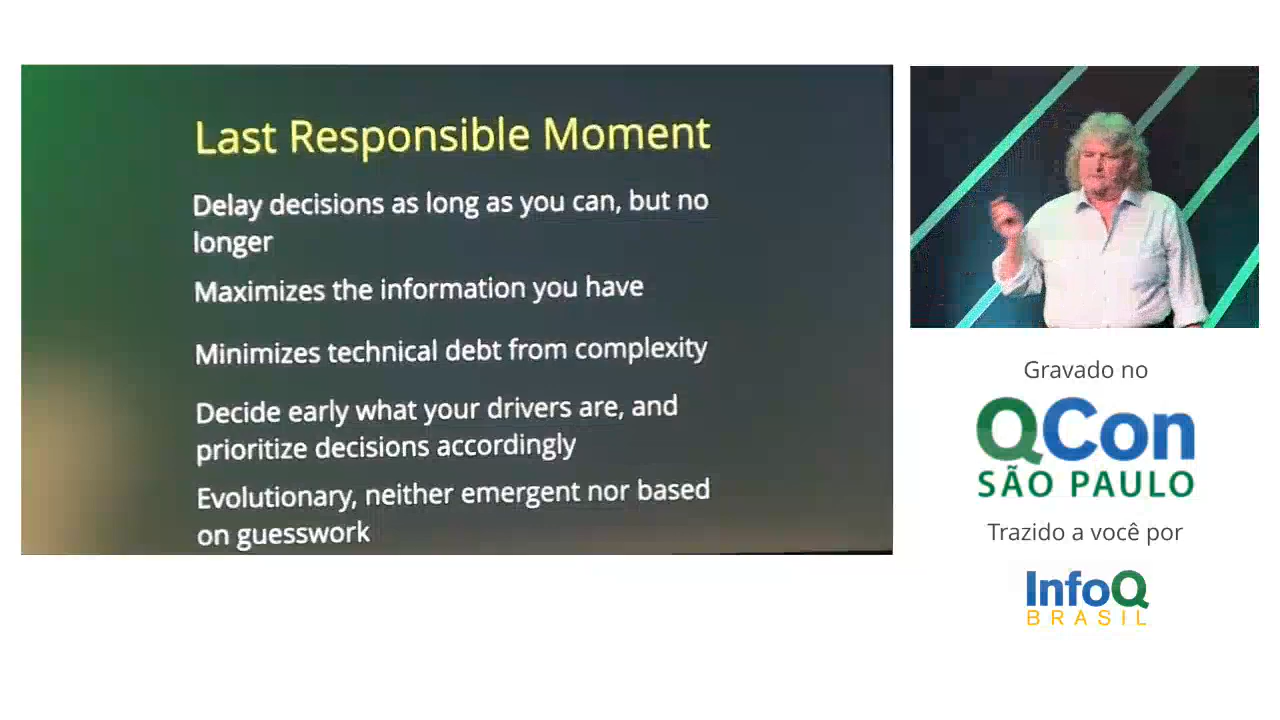 Last Responsible Moment
Delay decisions as long as you can, but no
longer
Maximizes the information you have
Minimizes technical debt from complexity
Decide early what your drivers are, and
prioritize decisions accordingly
Evolutionary, neither emergent nor based
on guesswork
Gravado no
QCon
SÃO PAULO
Trazido a você por
InfoQ
BRASIL